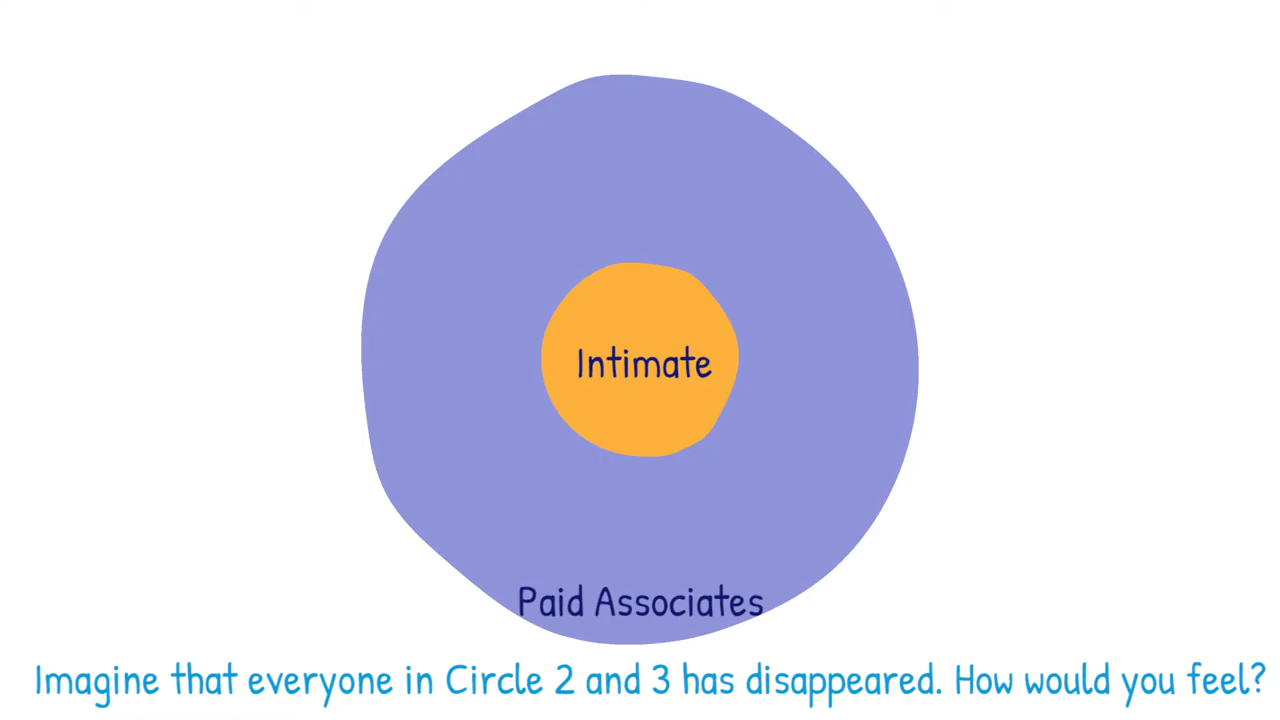 Intimate
Paid Associates
Imagine that everyone in Circle 2 and 3 has disappeared. How would you feel?